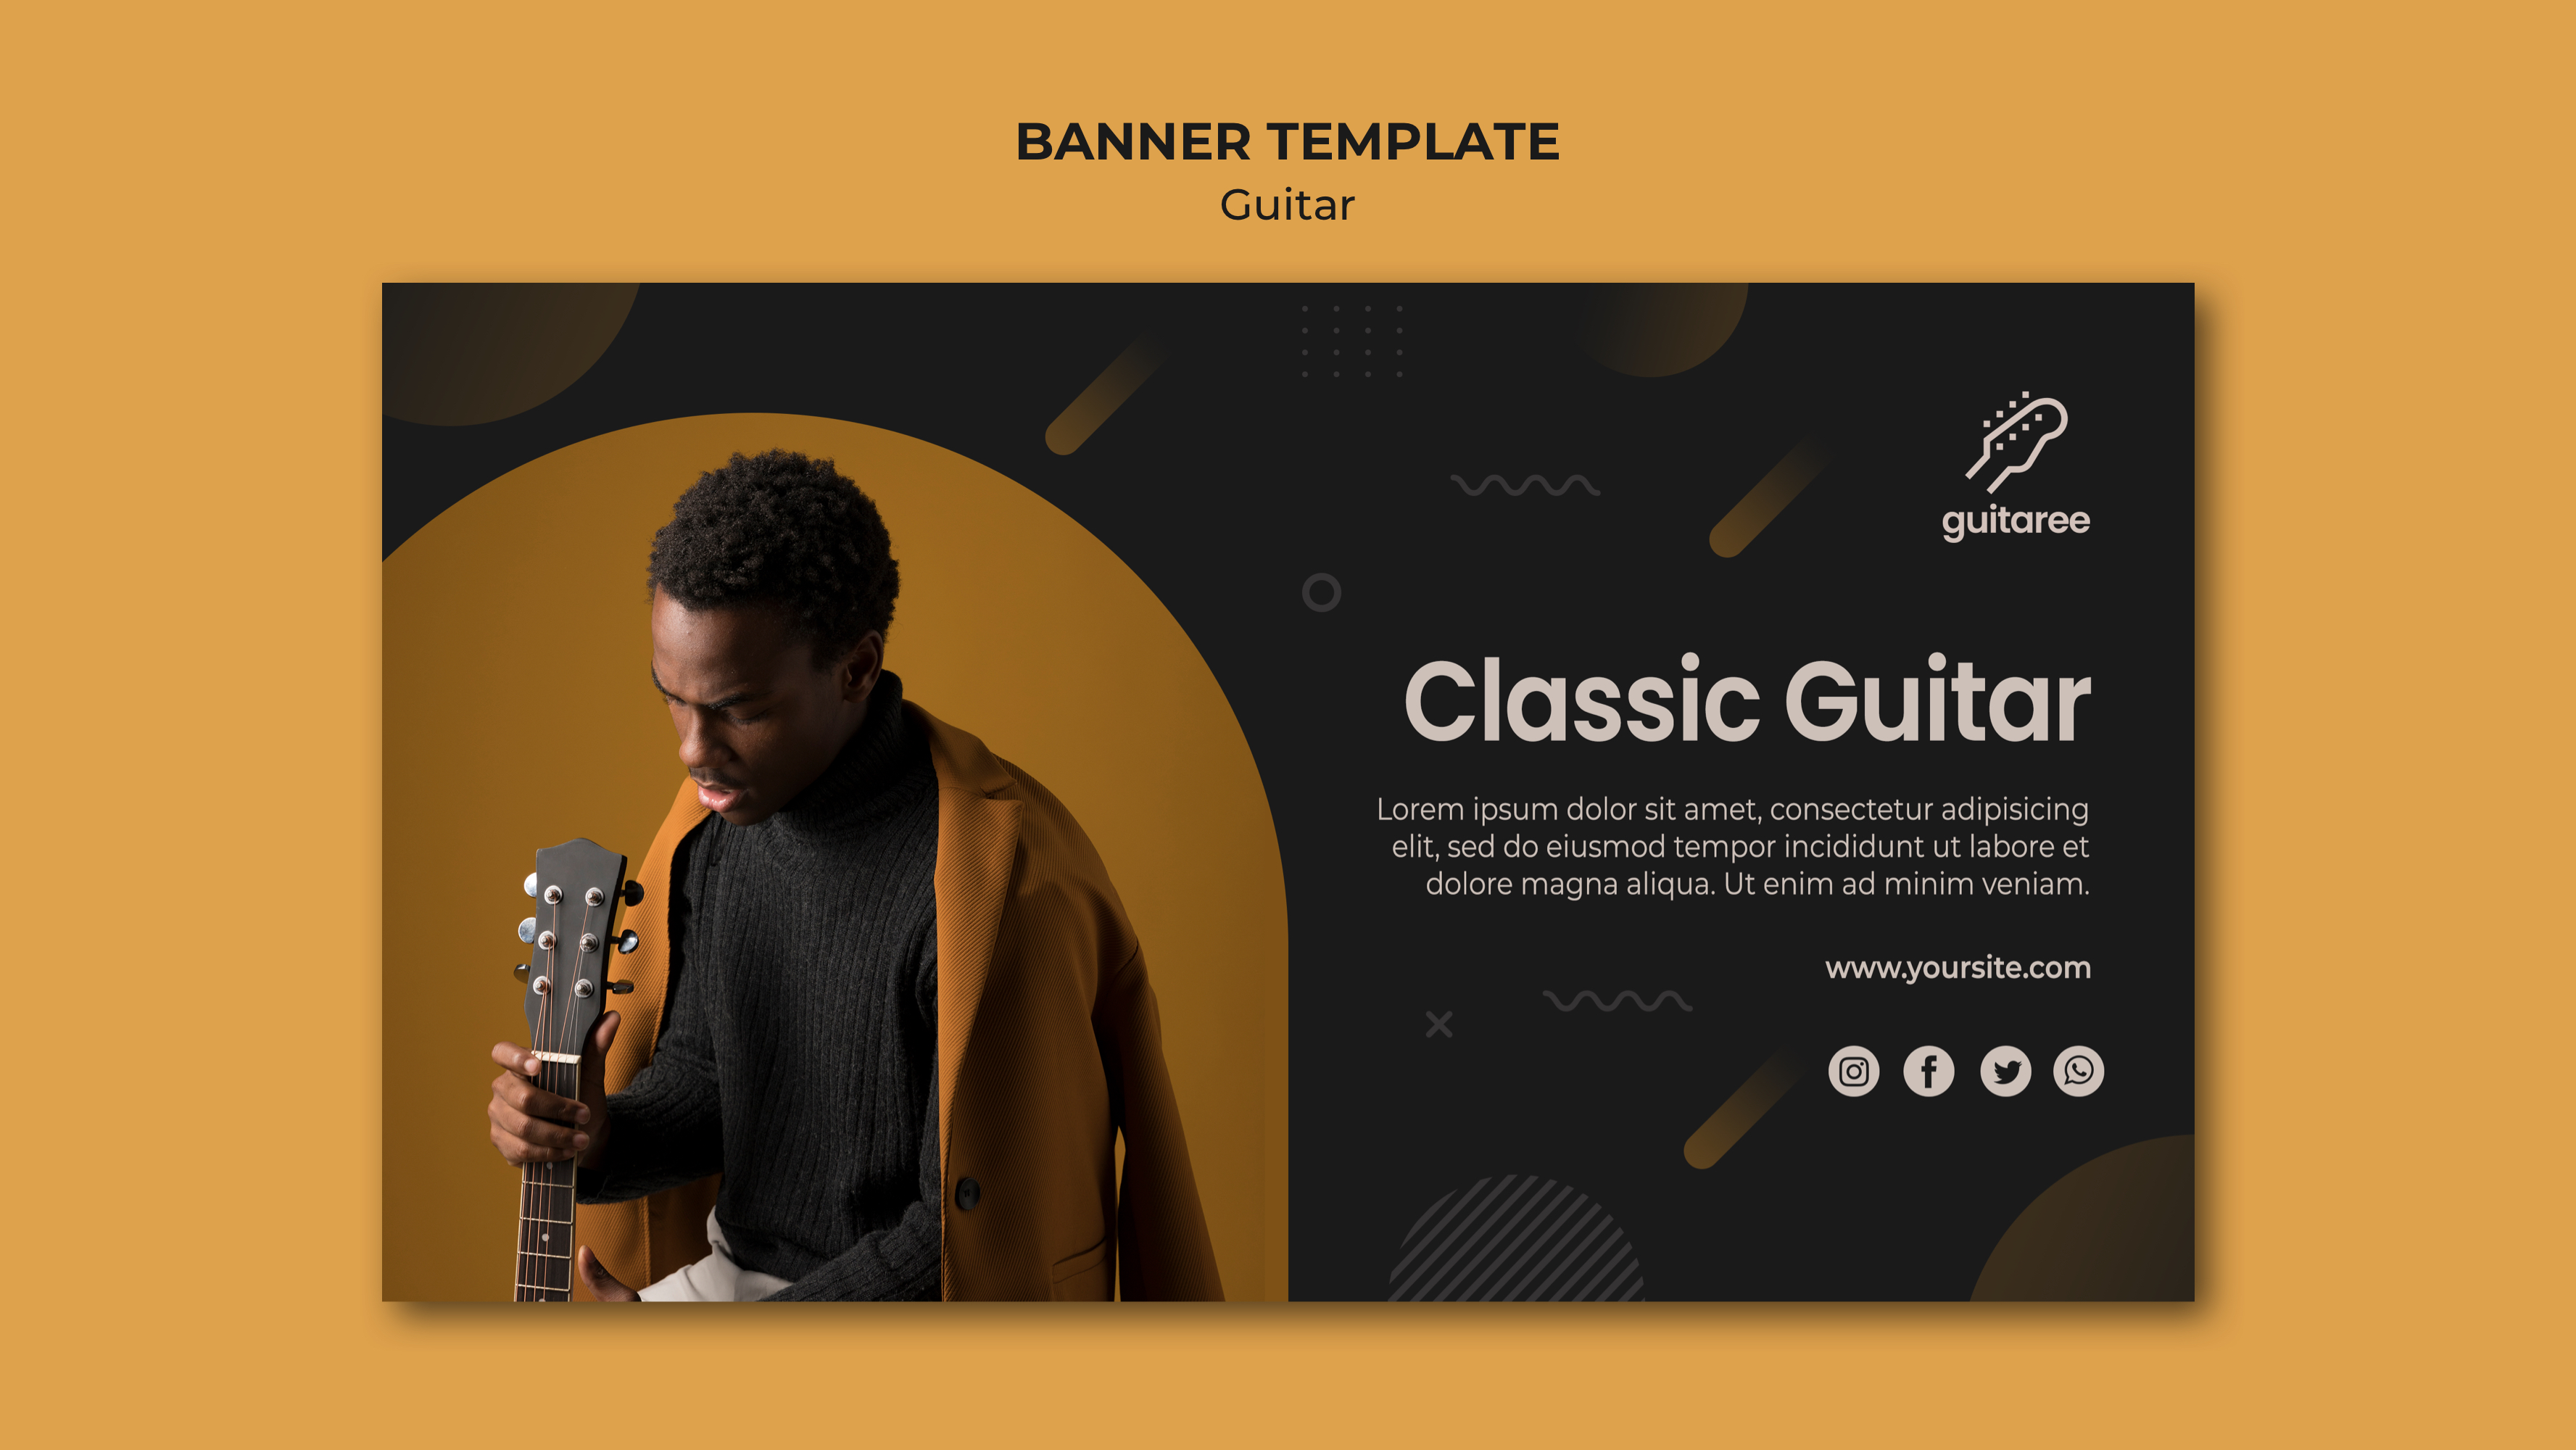 BANNER TEMPLATE
Guitar
guitaree
Classic Guitar
Lorem ipsum dolor sit amet, consectetur adipisicing
elit, sed do eiusmod tempor incididunt ut labore et
dolore magna aliqua. Ut enim ad minim veniam.
www.yoursite.com